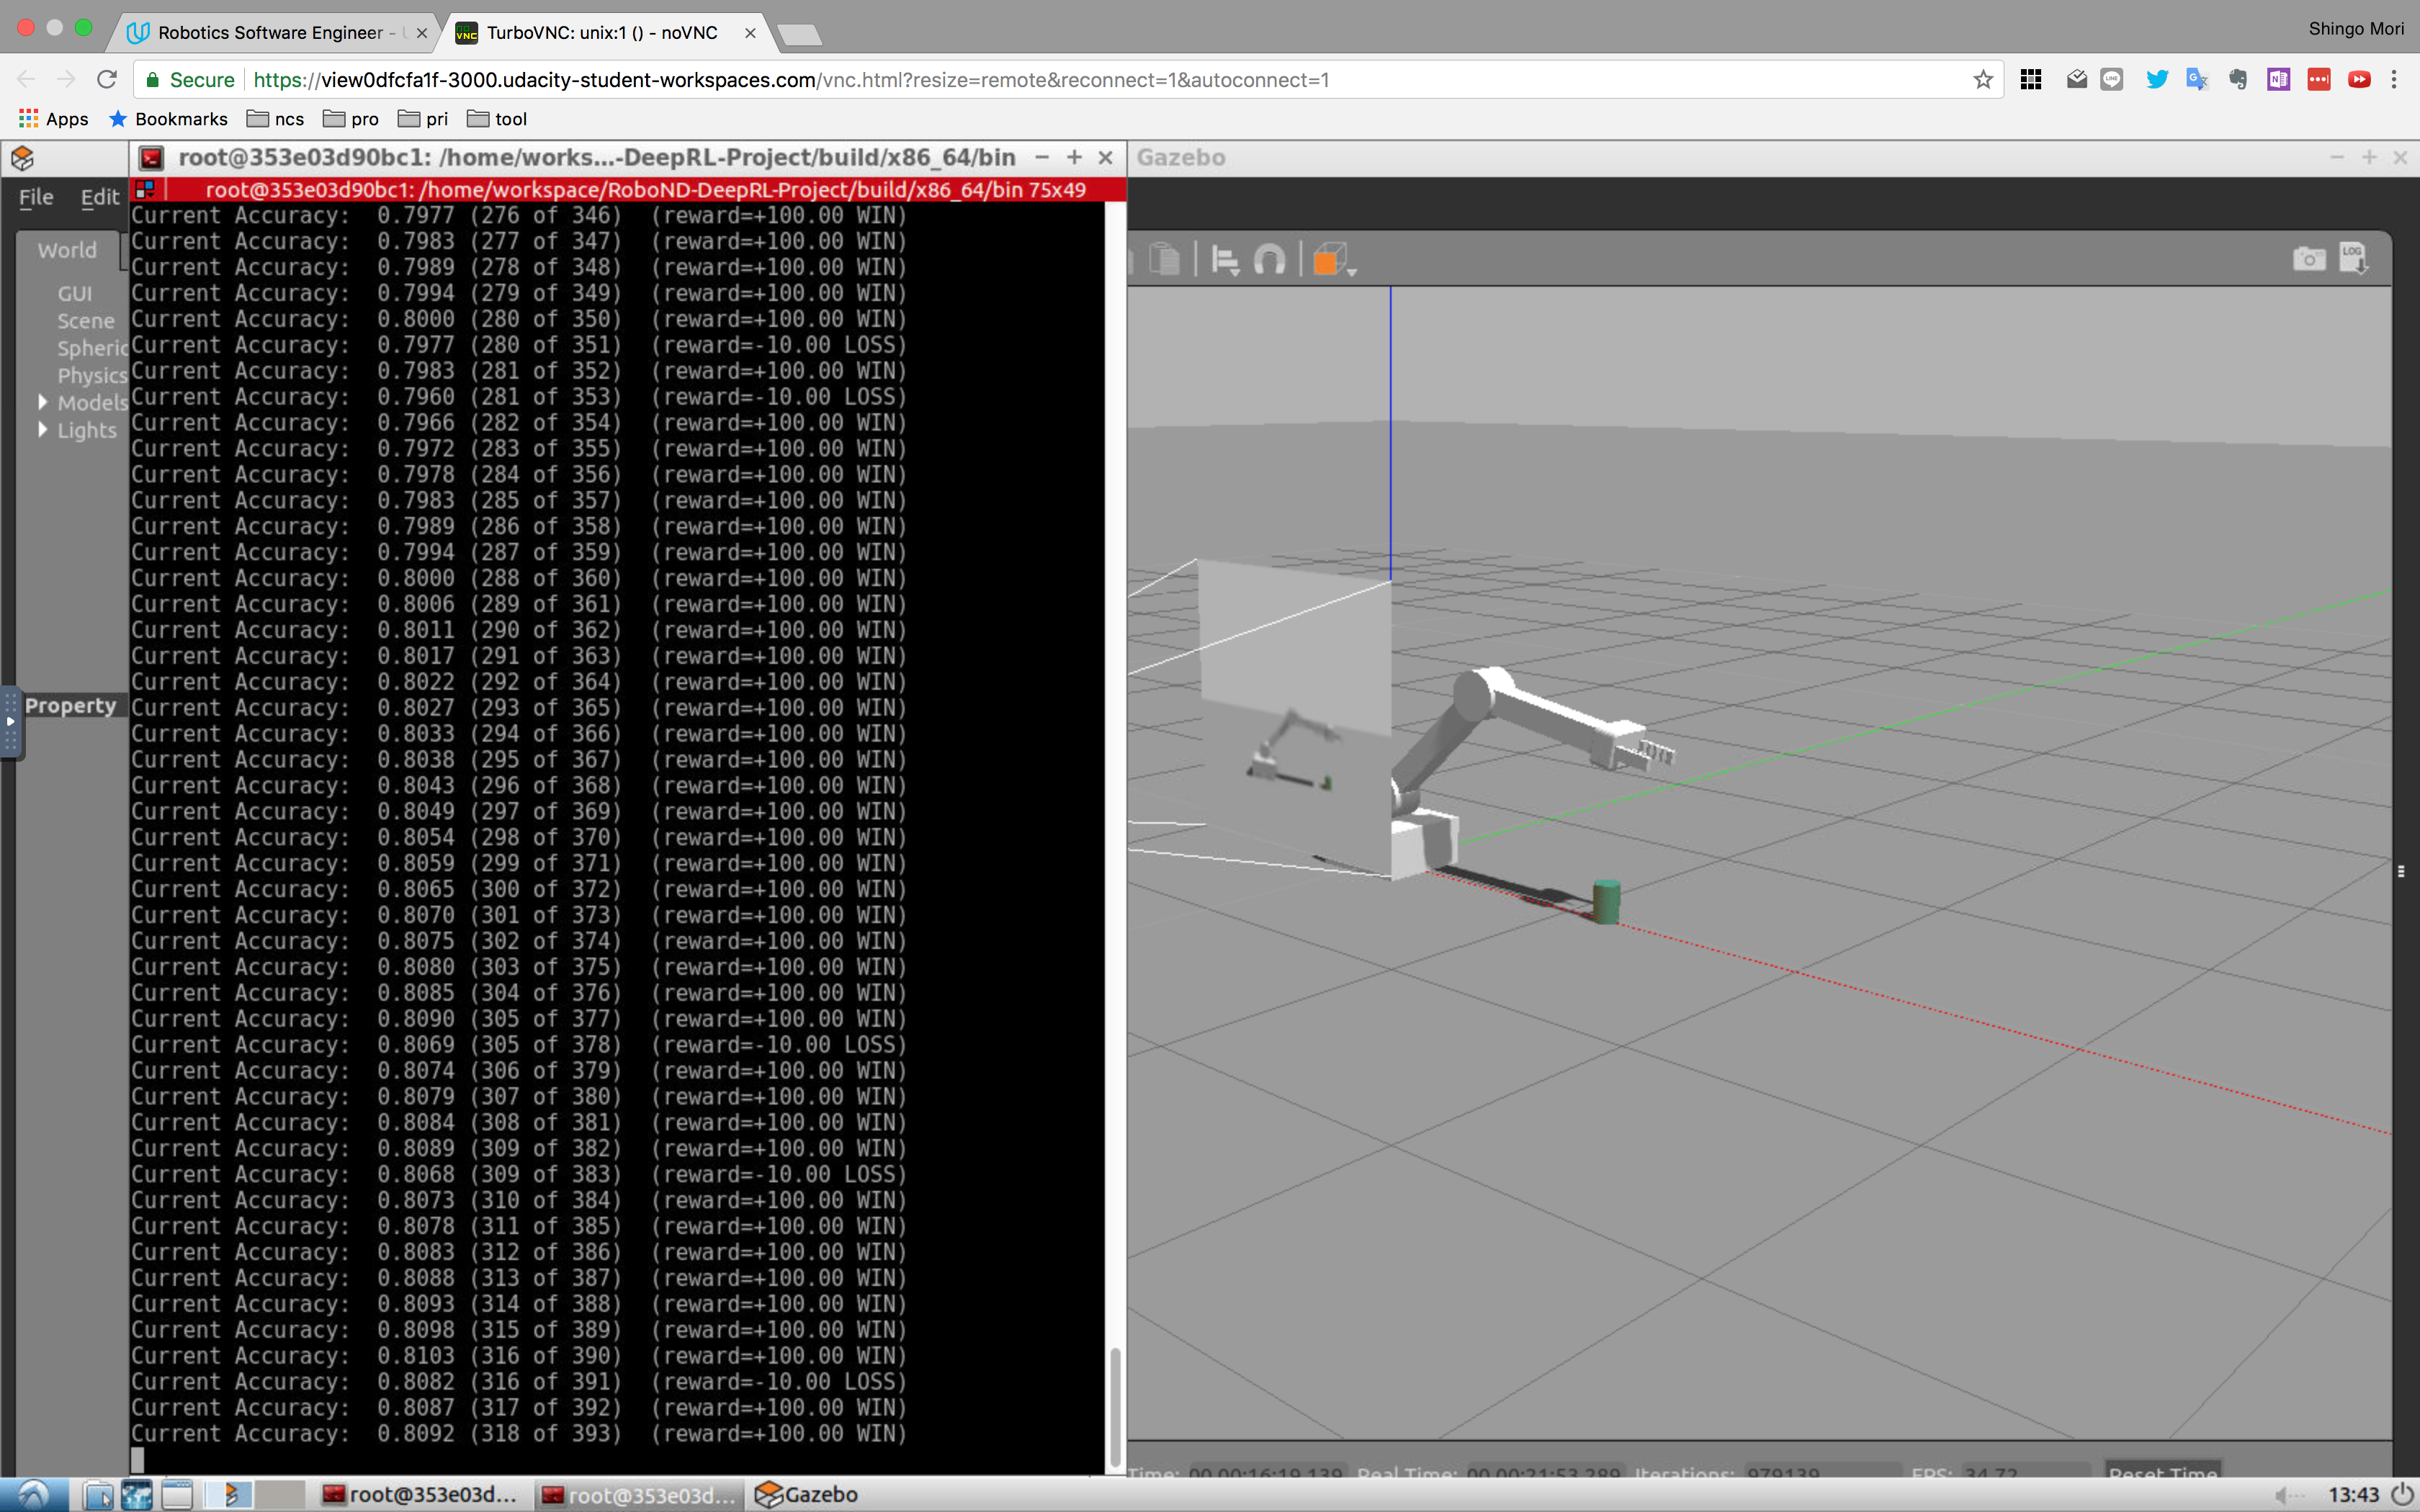 Robotics Software Engineer -
TurboVNC: unix:1 () - noVNC
Shingo Mori
Secure
https://view0dfcfa1f-3000.udacity-student-workspaces.com/vnc.html?resize=remote&reconnect=1&autoconnect=1
Apps
Bookmarks
ncs
pro
pri
tool
root@353e03d90bc1: /home/works...-DeepRL-Project/build/x86_64/bin
Gazebo
root@353e03d90bc1: /home/workspace/RoboND-DeepRL-Project/build/x86_64/bin 75x49
File
Edit
World
GUI
Scene
Spheric
Physics
Models
Lights
Property
LOG
Current Accuracy:  0.7977 (276 of 346)  (reward=+100.00 WIN)
Current Accuracy:  0.7983 (277 of 347)  (reward=+100.00 WIN)
Current Accuracy:  0.7989 (278 of 348)  (reward=+100.00 WIN)
Current Accuracy:  0.7994 (279 of 349)  (reward=+100.00 WIN)
Current Accuracy:  0.8000 (280 of 350)  (reward=+100.00 WIN)
Current Accuracy:  0.7977 (280 of 351)  (reward=-10.00 LOSS)
Current Accuracy:  0.7983 (281 of 352)  (reward=+100.00 WIN)
Current Accuracy:  0.7960 (281 of 353)  (reward=-10.00 LOSS)
Current Accuracy:  0.7966 (282 of 354)  (reward=+100.00 WIN)
Current Accuracy:  0.7972 (283 of 355)  (reward=+100.00 WIN)
Current Accuracy:  0.7978 (284 of 356)  (reward=+100.00 WIN)
Current Accuracy:  0.7983 (285 of 357)  (reward=+100.00 WIN)
Current Accuracy:  0.7989 (286 of 358)  (reward=+100.00 WIN)
Current Accuracy:  0.7994 (287 of 359)  (reward=+100.00 WIN)
Current Accuracy:  0.8000 (288 of 360)  (reward=+100.00 WIN)
Current Accuracy:  0.8006 (289 of 361)  (reward=+100.00 WIN)
Current Accuracy:  0.8011 (290 of 362)  (reward=+100.00 WIN)
Current Accuracy:  0.8017 (291 of 363)  (reward=+100.00 WIN)
Current Accuracy:  0.8022 (292 of 364)  (reward=+100.00 WIN)
Current Accuracy:  0.8027 (293 of 365)  (reward=+100.00 WIN)
Current Accuracy:  0.8033 (294 of 366)  (reward=+100.00 WIN)
Current Accuracy:  0.8038 (295 of 367)  (reward=+100.00 WIN)
Current Accuracy:  0.8043 (296 of 368)  (reward=+100.00 WIN)
Current Accuracy:  0.8049 (297 of 369)  (reward=+100.00 WIN)
Current Accuracy:  0.8054 (298 of 370)  (reward=+100.00 WIN)
Current Accuracy:  0.8059 (299 of 371)  (reward=+100.00 WIN)
Current Accuracy:  0.8065 (300 of 372)  (reward=+100.00 WIN)
Current Accuracy:  0.8070 (301 of 373)  (reward=+100.00 WIN)
Current Accuracy:  0.8075 (302 of 374)  (reward=+100.00 WIN)
Current Accuracy:  0.8080 (303 of 375)  (reward=+100.00 WIN)
Current Accuracy:  0.8085 (304 of 376)  (reward=+100.00 WIN)
Current Accuracy:  0.8090 (305 of 377)  (reward=+100.00 WIN)
Current Accuracy:  0.8069 (305 of 378)  (reward=-10.00 LOSS)
Current Accuracy:  0.8074 (306 of 379)  (reward=+100.00 WIN)
Current Accuracy:  0.8079 (307 of 380)  (reward=+100.00 WIN)
Current Accuracy:  0.8084 (308 of 381)  (reward=+100.00 WIN)
Current Accuracy:  0.8089 (309 of 382)  (reward=+100.00 WIN)
Current Accuracy:  0.8068 (309 of 383)  (reward=-10.00 LOSS)
Current Accuracy:  0.8073 (310 of 384)  (reward=+100.00 WIN)
Current Accuracy:  0.8078 (311 of 385)  (reward=+100.00 WIN)
Current Accuracy:  0.8083 (312 of 386)  (reward=+100.00 WIN)
Current Accuracy:  0.8088 (313 of 387)  (reward=+100.00 WIN)
Current Accuracy:  0.8093 (314 of 388)  (reward=+100.00 WIN)
Current Accuracy:  0.8098 (315 of 389)  (reward=+100.00 WIN)
Current Accuracy:  0.8103 (316 of 390)  (reward=+100.00 WIN)
Current Accuracy:  0.8082 (316 of 391)  (reward=-10.00 LOSS)
Current Accuracy:  0.8087 (317 of 392)  (reward=+100.00 WIN)
Current Accuracy:  0.8092 (318 of 393)  (reward=+100.00 WIN)
Time: 00 00:16:19.139 Real Time: 00 00:21:53.289 Iterations: 979139 FPS: 34.72 Reset Time
root@353e03d...
root@353e03d...
Gazebo
13:43